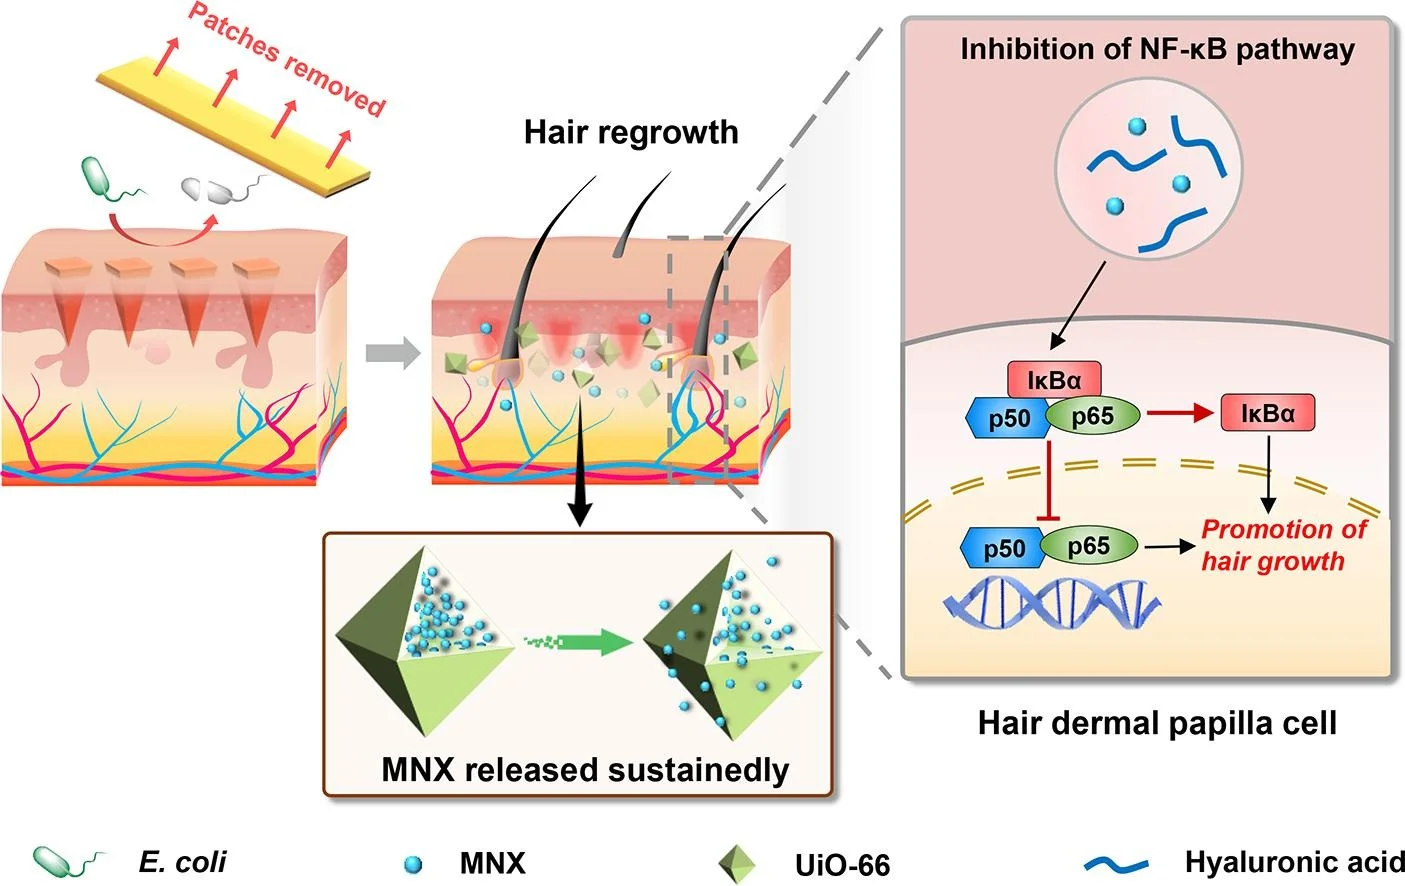 Patches removed
Hair regrowth
Inhibition of NF-κB pathway
IκBα
p50
p65
IκBα
p50
p65
Promotion of
hair growth
MNX released sustainedly
Hair dermal papilla cell
E. coli
MNX
UiO-66
Hyaluronic acid